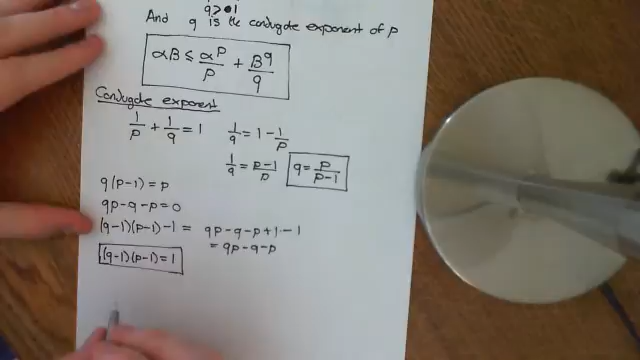 q>1
And q is the conjugate exponent of p
αB ≤ α^p/p + B^q/q
Conjugate exponent
1/p + 1/q = 1
1/q = 1 - 1/p
1/q = (p-1)/p
q = p/(p-1)
q(p-1) = p
qp-q-p=0
(q-1)(p-1)-1 = qp-q-p+1-1
= qp-q-p
(q-1)(p-1)=1